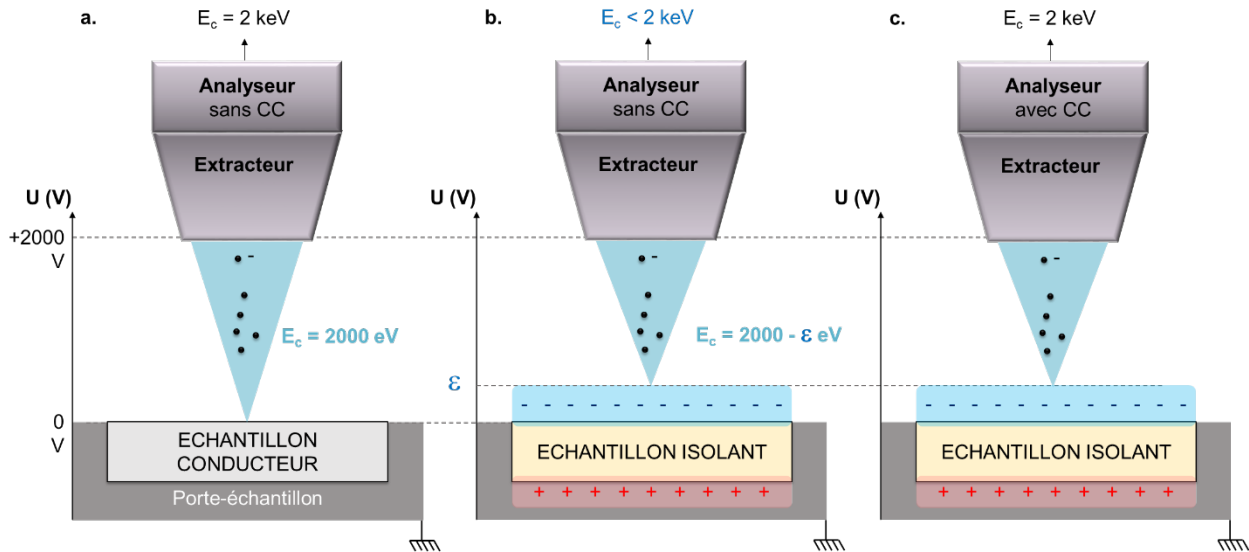 a.
E_c = 2 keV
Analyseur
sans CC
Extracteur
U (V)
+2000
V
-
E_c = 2000 eV
0
V
ECHANTILLON
CONDUCTEUR
Porte-échantillon
b.
E_c < 2 keV
Analyseur
sans CC
Extracteur
U (V)
-
E_c = 2000 - ε eV
ε
- - - - - - - - - -
ECHANTILLON ISOLANT
+ + + + + + + + +
c.
E_c = 2 keV
Analyseur
avec CC
Extracteur
U (V)
-
- - - - - - - - - -
ECHANTILLON ISOLANT
+ + + + + + + + +